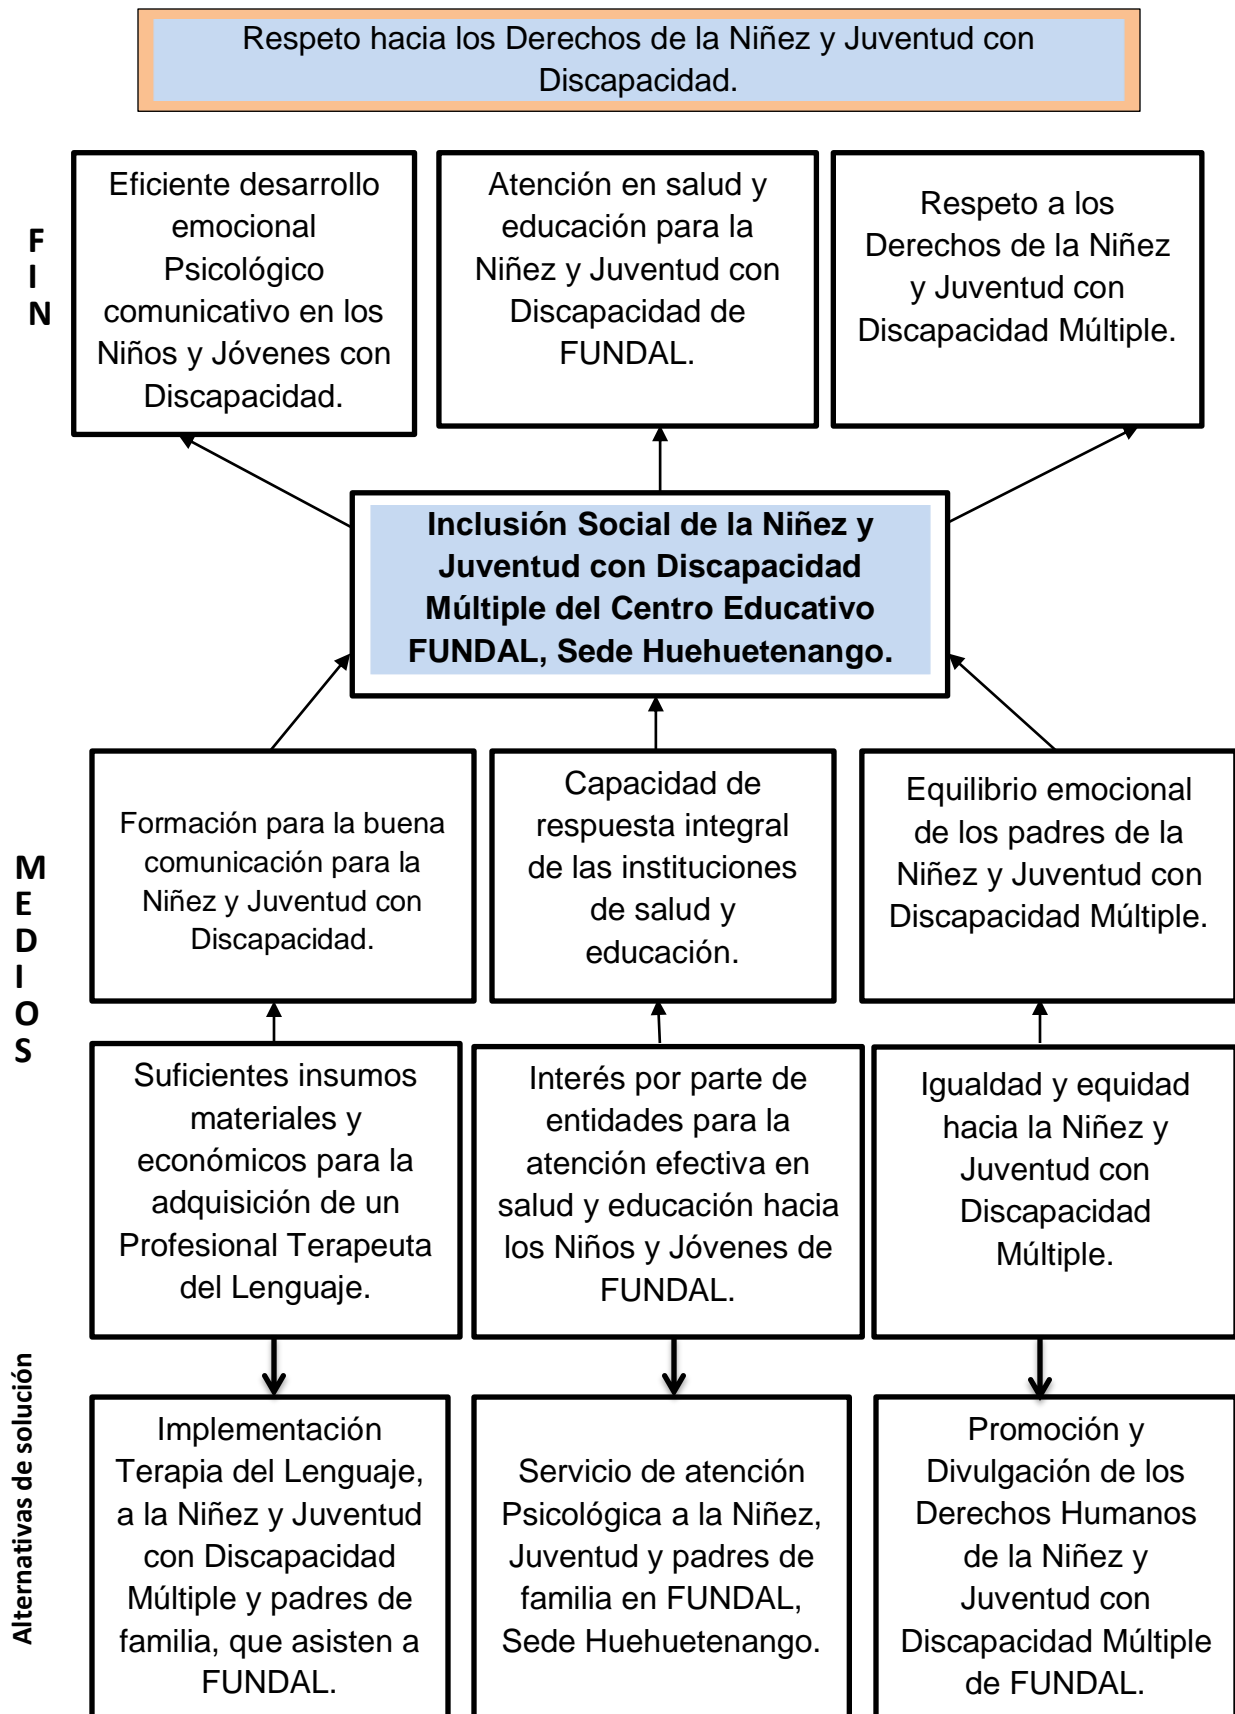 Respeto hacia los Derechos de la Niñez y Juventud con
Discapacidad.
FIN
Eficiente desarrollo
emocional
Psicológico
comunicativo en los
Niños y Jóvenes con
Discapacidad.
Atención en salud y
educación para la
Niñez y Juventud con
Discapacidad de
FUNDAL.
Respeto a los
Derechos de la Niñez
y Juventud con
Discapacidad Múltiple.
Inclusión Social de la Niñez y
Juventud con Discapacidad
Múltiple del Centro Educativo
FUNDAL, Sede Huehuetenango.
MEDIOS
Formación para la buena
comunicación para la
Niñez y Juventud con
Discapacidad.
Capacidad de
respuesta integral
de las instituciones
de salud y
educación.
Equilibrio emocional
de los padres de la
Niñez y Juventud con
Discapacidad Múltiple.
Suficientes insumos
materiales y
económicos para la
adquisición de un
Profesional Terapeuta
del Lenguaje.
Interés por parte de
entidades para la
atención efectiva en
salud y educación hacia
los Niños y Jóvenes de
FUNDAL.
Igualdad y equidad
hacia la Niñez y
Juventud con
Discapacidad
Múltiple.
Alternativas de solución
Implementación
Terapia del Lenguaje,
a la Niñez y Juventud
con Discapacidad
Múltiple y padres de
familia, que asisten a
FUNDAL.
Servicio de atención
Psicológica a la Niñez,
Juventud y padres de
familia en FUNDAL,
Sede Huehuetenango.
Promoción y
Divulgación de los
Derechos Humanos
de la Niñez y
Juventud con
Discapacidad Múltiple
de FUNDAL.